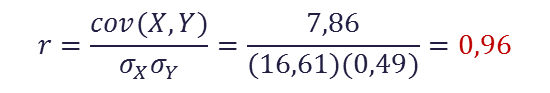 r = cov(X,Y) / σ_X σ_Y = 7,86 / (16,61)(0,49) = 0,96